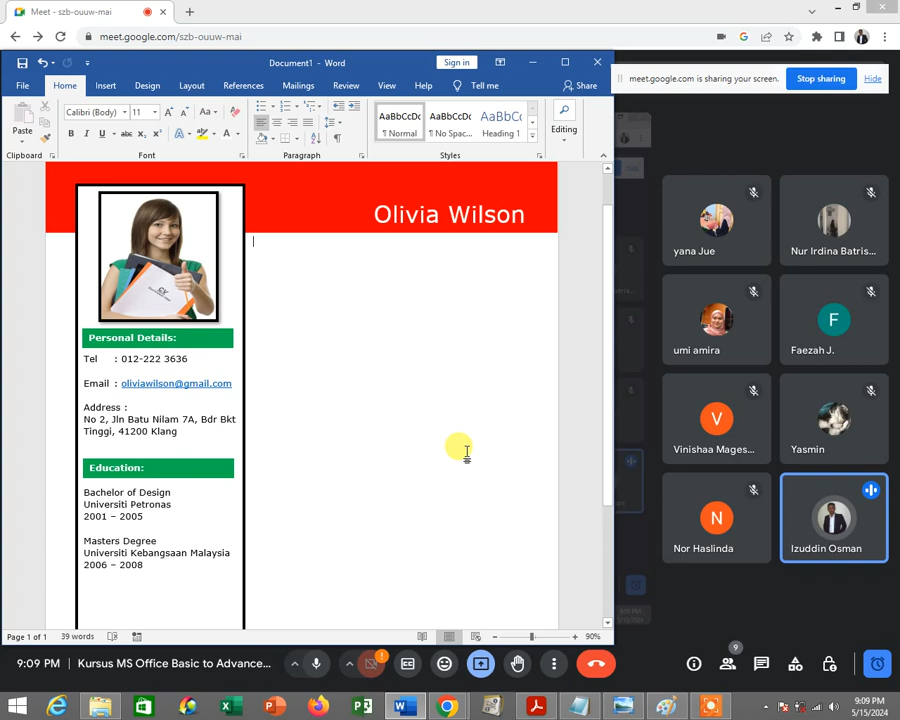 Meet - szb-ouuw-mai
meet.google.com/szb-ouuw-mai
Document1 - Word
Sign in
File Home Insert Design Layout References Mailings Review View Help Tell me Share
meet.google.com is sharing your screen. Stop sharing Hide
Paste
Calibri (Body) 11
AaBbCcDc AaBbCcDc AaBbCc
¶ Normal ¶ No Spac... Heading 1
Editing
Clipboard Font Paragraph Styles
Olivia Wilson
CV
Personal Details:
Tel : 012-222 3636
Email : oliviawilson@gmail.com
Address :
No 2, Jln Batu Nilam 7A, Bdr Bkt
Tinggi, 41200 Klang
Education:
Bachelor of Design
Universiti Petronas
2001 – 2005
Masters Degree
Universiti Kebangsaan Malaysia
2006 – 2008
yana Jue
Nur Irdina Batris...
umi amira
F
Faezah J.
V
Vinishaa Mages...
Yasmin
N
Nor Haslinda
Izuddin Osman
Page 1 of 1 39 words 90%
9:09 PM | Kursus MS Office Basic to Advance...
9
9:09 PM
5/15/2024